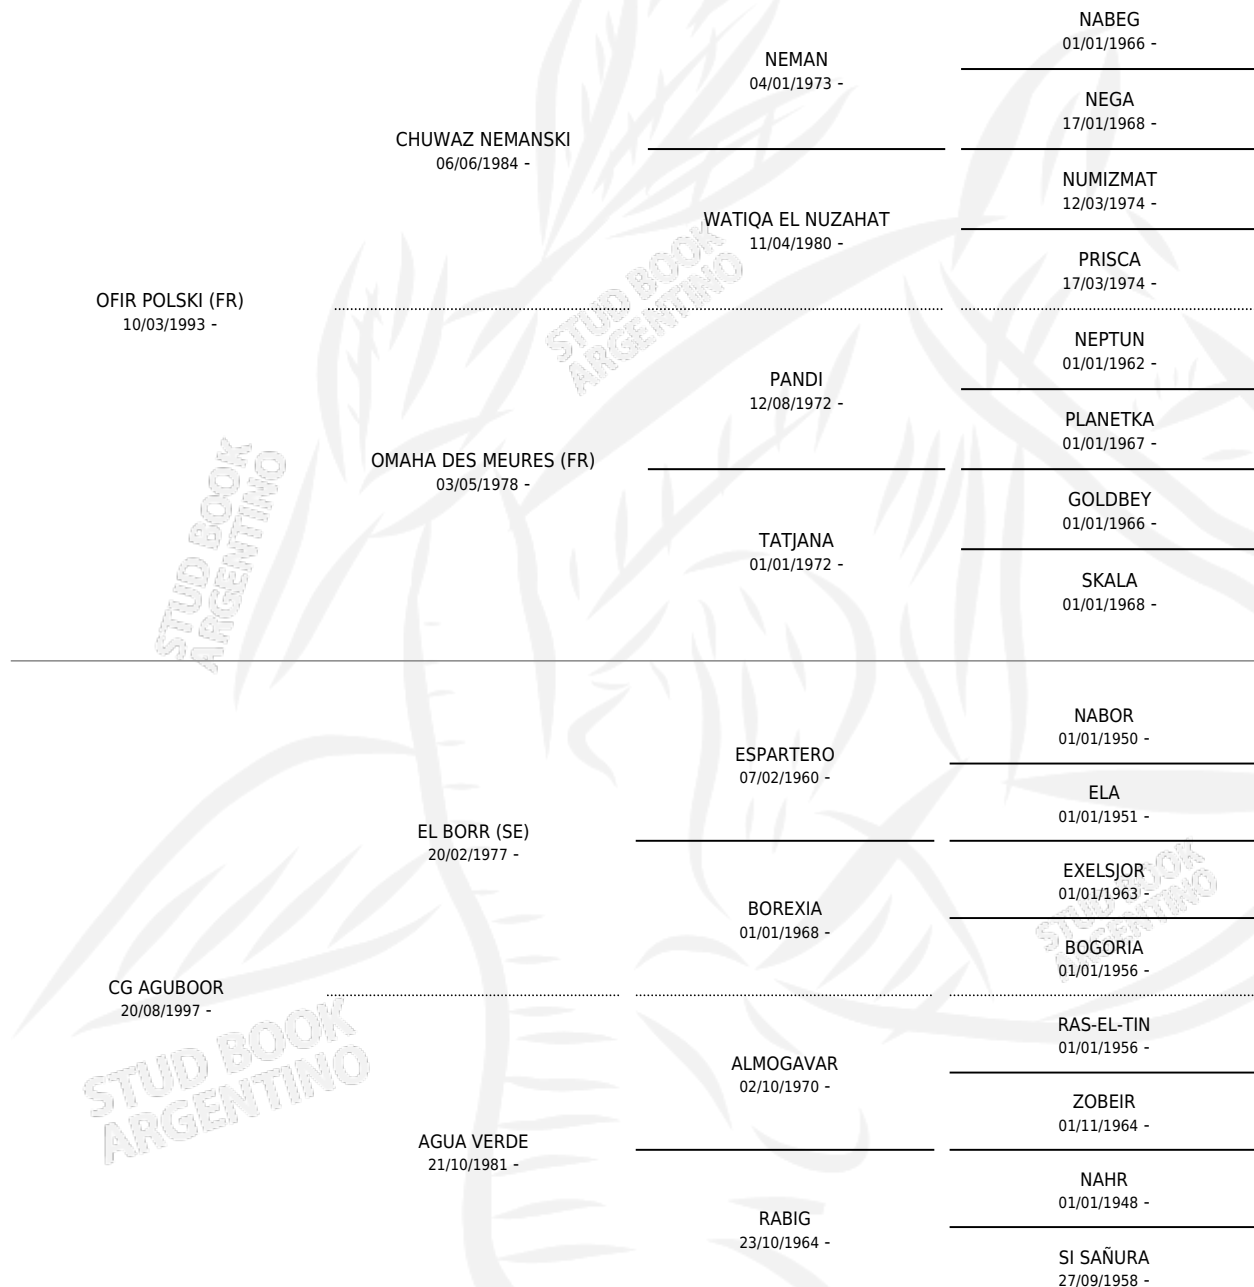 NABEG
01/01/1966 -
NEMAN
04/01/1973 -
NEGA
17/01/1968 -
CHUWAZ NEMANSKI
06/06/1984 -
NUMIZMAT
12/03/1974 -
WATIQA EL NUZAHAT
11/04/1980 -
PRISCA
17/03/1974 -
OFIR POLSKI (FR)
10/03/1993 -
STUD BOOK
ARGENTINO
NEPTUN
01/01/1962 -
PANDI
12/08/1972 -
PLANETKA
01/01/1967 -
OMAHA DES MEURES (FR)
03/05/1978 -
GOLDBEY
01/01/1966 -
TATJANA
01/01/1972 -
SKALA
01/01/1968 -
STUD BOOK
ARGENTINO
NABOR
01/01/1950 -
ESPARTERO
07/02/1960 -
ELA
01/01/1951 -
EL BORR (SE)
20/02/1977 -
EXELSJOR
01/01/1963 -
BOREXIA
01/01/1968 -
BOGORIA
01/01/1956 -
STUD BOOK
ARGENTINO
CG AGUBOOR
20/08/1997 -
RAS-EL-TIN
01/01/1956 -
ALMOGAVAR
02/10/1970 -
ZOBEIR
01/11/1964 -
STUD BOOK
ARGENTINO
AGUA VERDE
21/10/1981 -
NAHR
01/01/1948 -
RABIG
23/10/1964 -
SI SAÑURA
27/09/1958 -